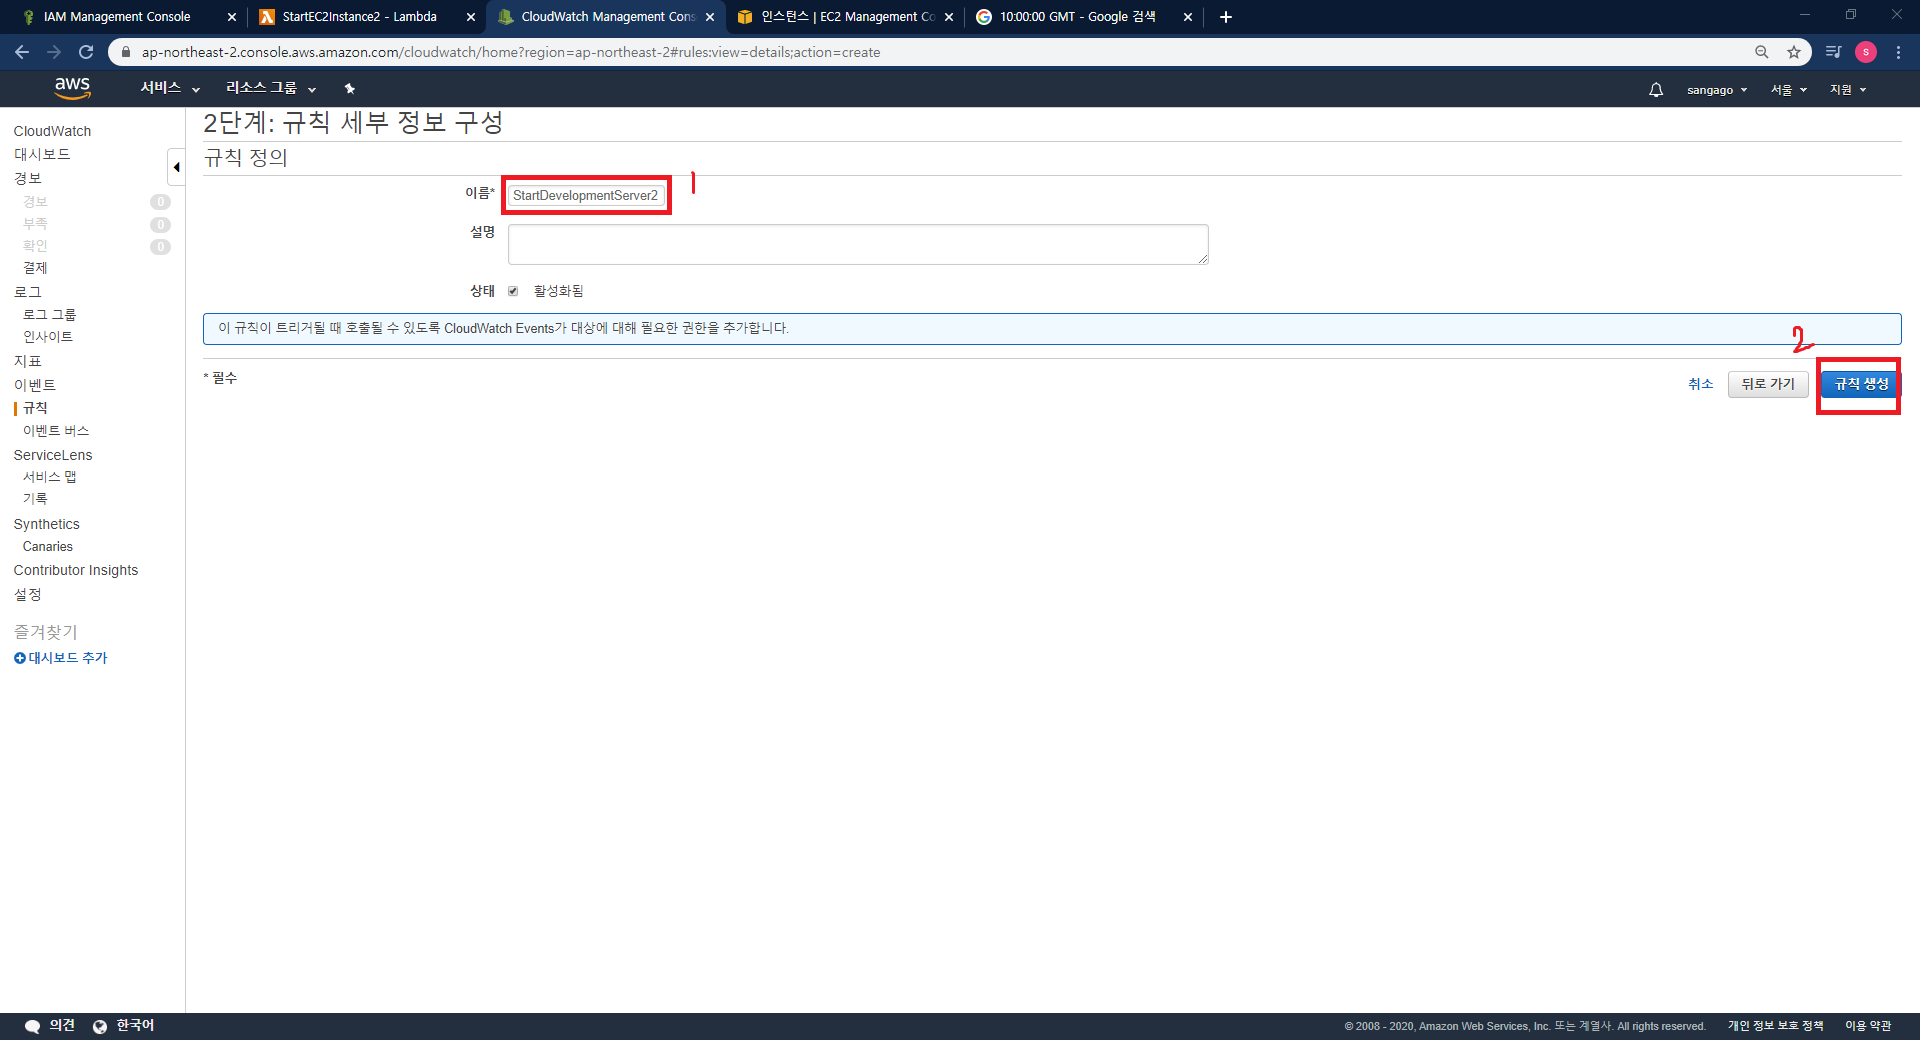 IAM Management Console
StartEC2Instance2 - Lambda
CloudWatch Management Cons
인스턴스 | EC2 Management Co
10:00:00 GMT - Google 검색
ap-northeast-2.console.aws.amazon.com/cloudwatch/home?region=ap-northeast-2#rules:view=details;action=create
s
aws
서비스
리소스 그룹
sangago
서울
지원
CloudWatch
대시보드
경보
경보 0
부족 0
확인 0
결제
로그
로그 그룹
인사이트
지표
이벤트
규칙
이벤트 버스
ServiceLens
서비스 맵
기록
Synthetics
Canaries
Contributor Insights
설정
즐겨찾기
대시보드 추가
2단계: 규칙 세부 정보 구성
규칙 정의
이름* StartDevelopmentServer2
1
설명
상태 활성화됨
이 규칙이 트리거될 때 호출될 수 있도록 CloudWatch Events가 대상에 대해 필요한 권한을 추가합니다.
2
* 필수
취소 뒤로 가기 규칙 생성
의견 한국어
© 2008 - 2020, Amazon Web Services, Inc. 또는 계열사. All rights reserved. 개인 정보 보호 정책 이용 약관